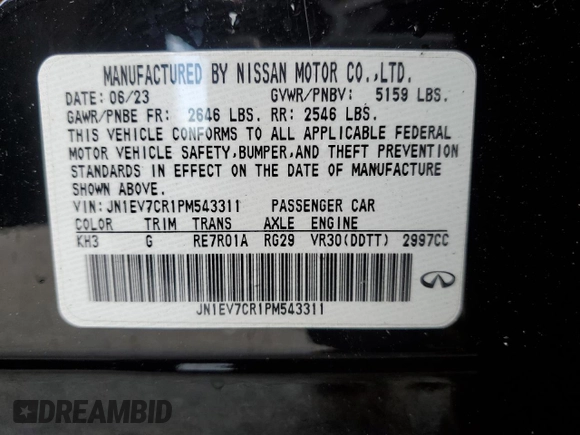 MANUFACTURED BY NISSAN MOTOR CO.,LTD.
DATE: 06/23 GVWR/PNBV: 5159 LBS.
GAWR/PNBE FR: 2646 LBS. RR: 2546 LBS.
THIS VEHICLE CONFORMS TO ALL APPLICABLE FEDERAL
MOTOR VEHICLE SAFETY,BUMPER,AND THEFT PREVENTION
STANDARDS IN EFFECT ON THE DATE OF MANUFACTURE
SHOWN ABOVE.
VIN: JN1EV7CR1PM543311 PASSENGER CAR
COLOR TRIM TRANS AXLE ENGINE
KH3 G RE7R01A RG29 VR30(DDTT) 2997CC
JN1EV7CR1PM543311
DREAMBID